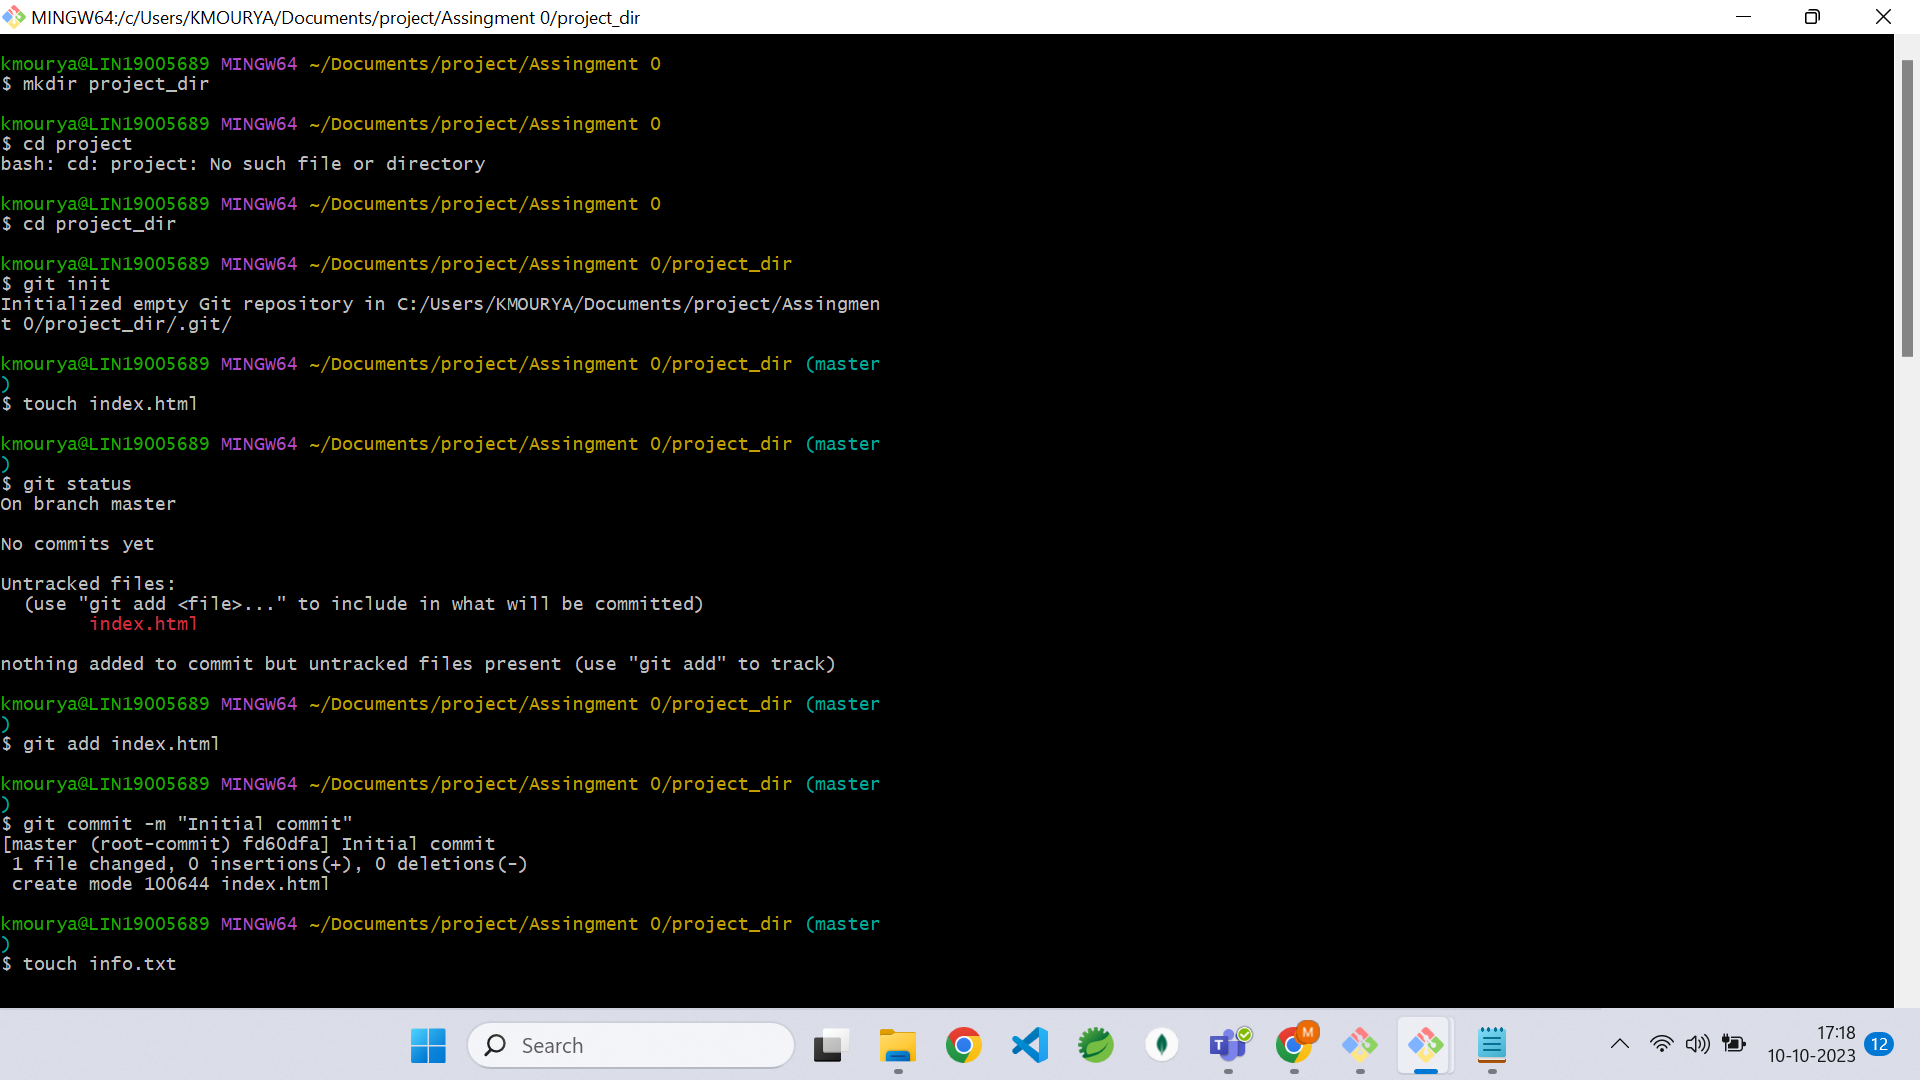 MINGW64:/c/Users/KMOURYA/Documents/project/Assingment 0/project_dir
kmourya@LIN19005689 MINGW64 ~/Documents/project/Assingment 0
$ mkdir project_dir
kmourya@LIN19005689 MINGW64 ~/Documents/project/Assingment 0
$ cd project
bash: cd: project: No such file or directory
kmourya@LIN19005689 MINGW64 ~/Documents/project/Assingment 0
$ cd project_dir
kmourya@LIN19005689 MINGW64 ~/Documents/project/Assingment 0/project_dir
$ git init
Initialized empty Git repository in C:/Users/KMOURYA/Documents/project/Assingmen
t 0/project_dir/.git/
kmourya@LIN19005689 MINGW64 ~/Documents/project/Assingment 0/project_dir (master
)
$ touch index.html
kmourya@LIN19005689 MINGW64 ~/Documents/project/Assingment 0/project_dir (master
)
$ git status
On branch master
No commits yet
Untracked files:
  (use "git add <file>..." to include in what will be committed)
        index.html
nothing added to commit but untracked files present (use "git add" to track)
kmourya@LIN19005689 MINGW64 ~/Documents/project/Assingment 0/project_dir (master
)
$ git add index.html
kmourya@LIN19005689 MINGW64 ~/Documents/project/Assingment 0/project_dir (master
)
$ git commit -m "Initial commit"
[master (root-commit) fd60dfa] Initial commit
 1 file changed, 0 insertions(+), 0 deletions(-)
 create mode 100644 index.html
kmourya@LIN19005689 MINGW64 ~/Documents/project/Assingment 0/project_dir (master
)
$ touch info.txt
Search
T
M
17:18
10-10-2023
12